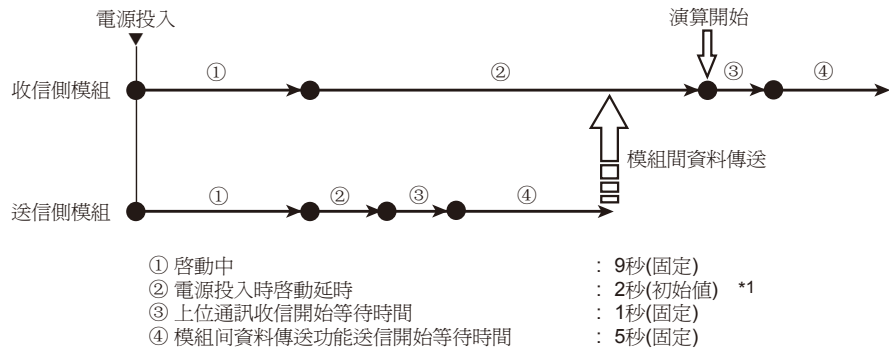 電源投入
演算開始
收信側模組
①
②
③
④
模組間資料傳送
送信側模組
①
②
③
④
① 啓動中 : 9秒(固定)
② 電源投入時啓動延時 : 2秒(初始値) *1
③ 上位通訊收信開始等待時間 : 1秒(固定)
④ 模組间資料傳送功能送信開始等待時間 : 5秒(固定)